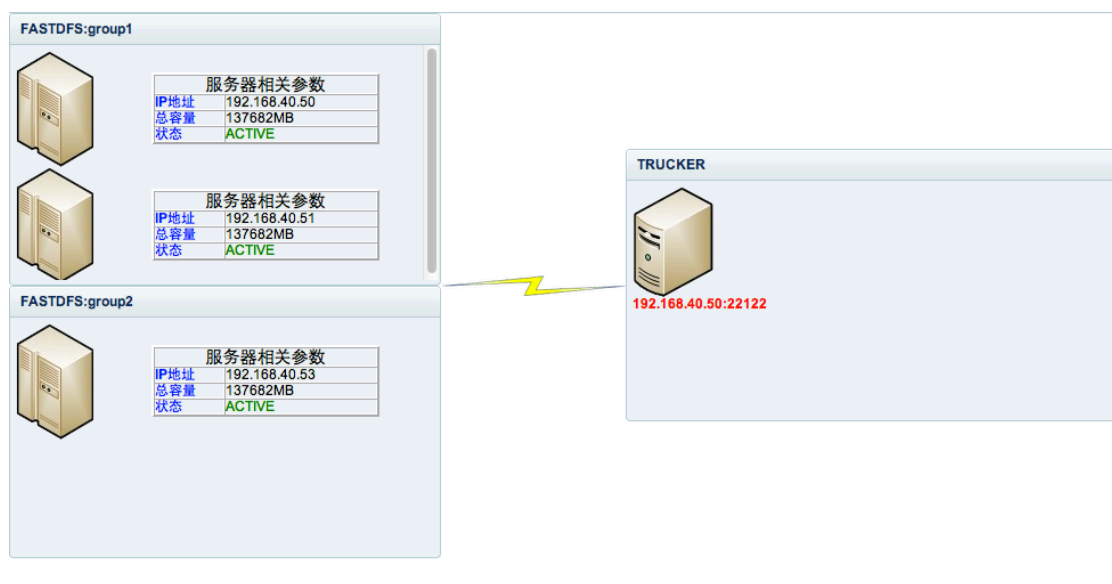 FASTDFS:group1
服务器相关参数
IP地址 192.168.40.50
总容量 137682MB
状态 ACTIVE
服务器相关参数
IP地址 192.168.40.51
总容量 137682MB
状态 ACTIVE
FASTDFS:group2
服务器相关参数
IP地址 192.168.40.53
总容量 137682MB
状态 ACTIVE
TRUCKER
192.168.40.50:22122